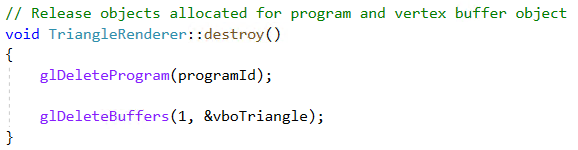 // Release objects allocated for program and vertex buffer object
void TriangleRenderer::destroy()
{
glDeleteProgram(programId);
glDeleteBuffers(1, &vboTriangle);
}